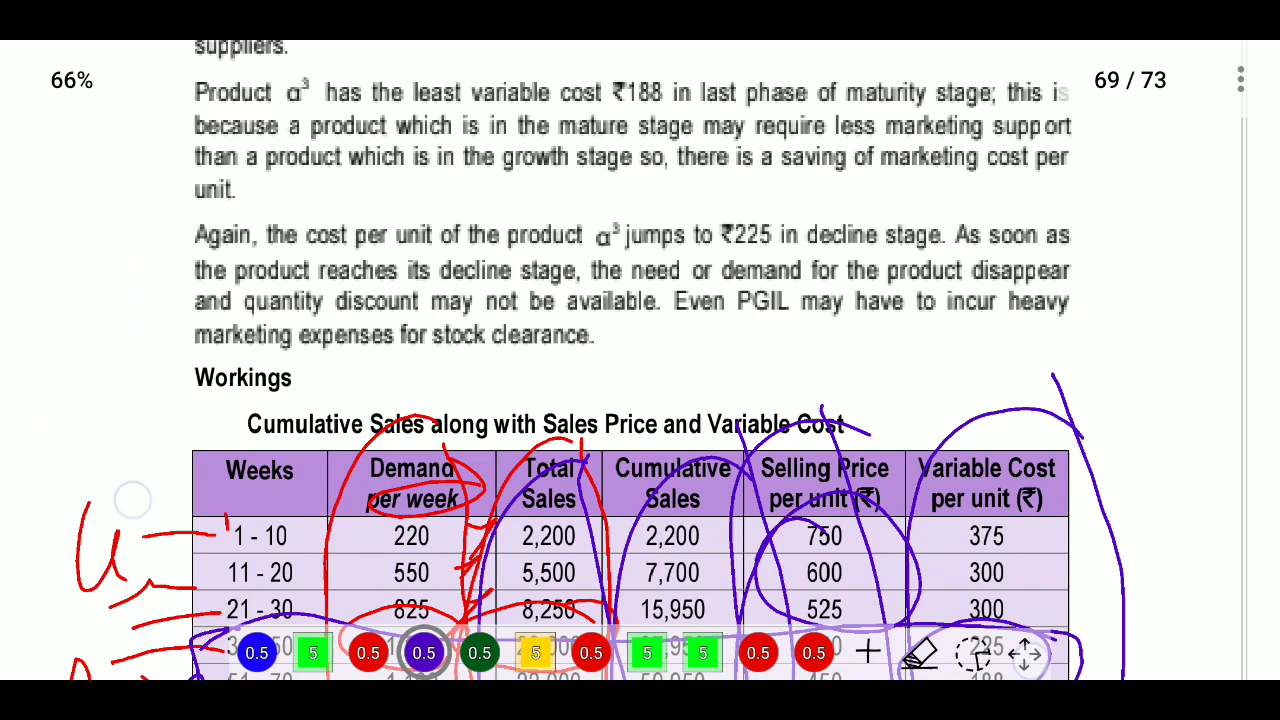 suppliers.
66%
69 / 73
Product α³ has the least variable cost ₹188 in last phase of maturity stage; this is
because a product which is in the mature stage may require less marketing support
than a product which is in the growth stage so, there is a saving of marketing cost per
unit.
Again, the cost per unit of the product α³ jumps to ₹225 in decline stage. As soon as
the product reaches its decline stage, the need or demand for the product disappear
and quantity discount may not be available. Even PGIL may have to incur heavy
marketing expenses for stock clearance.
Workings
Cumulative Sales along with Sales Price and Variable Cost
Weeks Demand per week Total Sales Cumulative Sales Selling Price per unit (₹) Variable Cost per unit (₹)
1 - 10 220 2,200 2,200 750 375
11 - 20 550 5,500 7,700 600 300
21 - 30 825 8,250 15,950 525 300
225
0.5 5 0.5 0.5 0.5 5 0.5 5 5 0.5 0.5
450 188